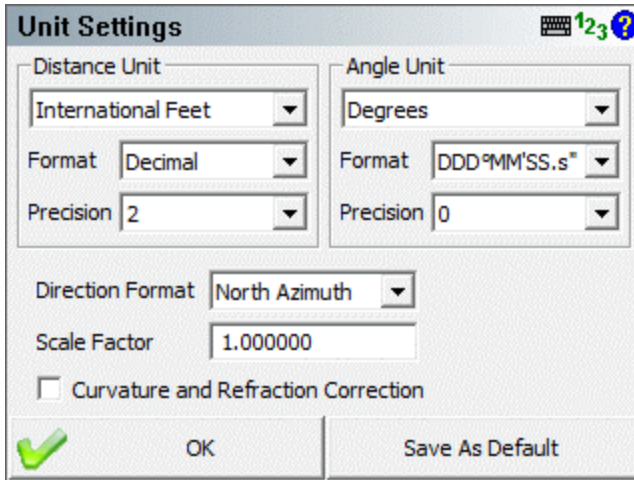 Unit Settings 123 ?
Distance Unit Angle Unit
International Feet Degrees
Format Decimal Format DDD°MM'SS.s"
Precision 2 Precision 0
Direction Format North Azimuth
Scale Factor 1.000000
Curvature and Refraction Correction
OK Save As Default